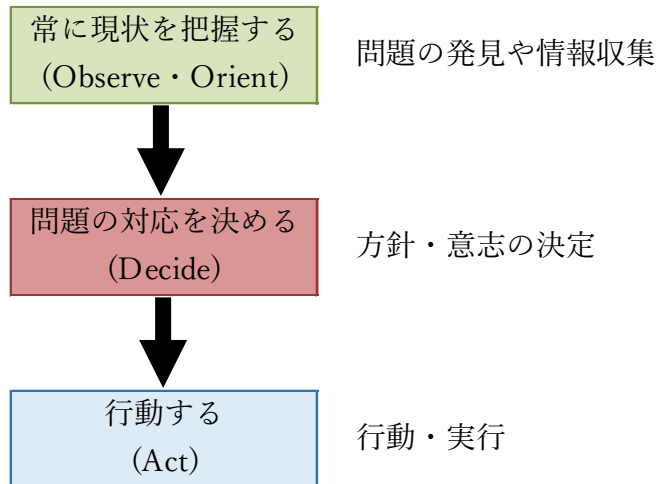 常に現状を把握する
(Observe・Orient)
問題の発見や情報収集
問題の対応を決める
(Decide)
方針・意志の決定
行動する
(Act)
行動・実行